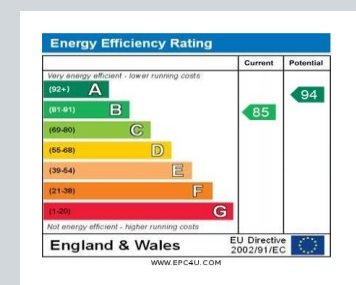 Energy Efficiency Rating
Current Potential
Very energy efficient - lower running costs
(92+) A 94
(81-91) B 85
(69-80) C
(55-68) D
(39-54) E
(21-38) F
(1-20) G
Not energy efficient - higher running costs
England & Wales
EU Directive
2002/91/EC
WWW.EPC4U.COM